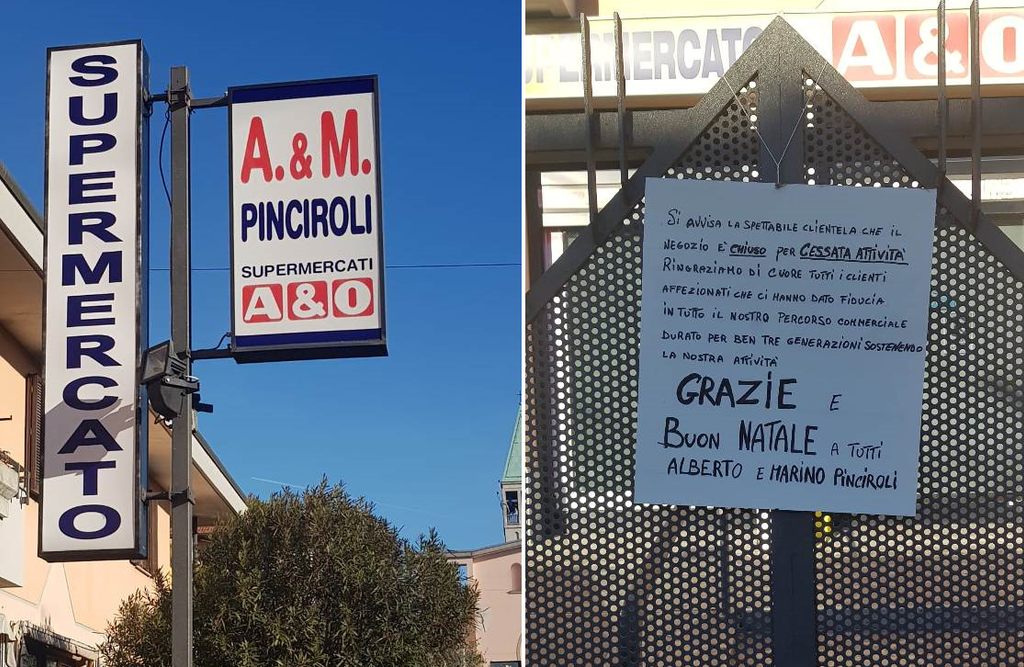 SUPERMERCATO
A.&M.
PINCIROLI
SUPERMERCATI
A&O
SUPERMERCATO A&O
SI AVVISA LA SPETTABILE CLIENTELA CHE IL
NEGOZIO E' CHIUSO PER CESSATA ATTIVITA'
RINGRAZIAMO DI CUORE TUTTI I CLIENTI
AFFEZIONATI CHE CI HANNO DATO FIDUCIA
IN TUTTO IL NOSTRO PERCORSO COMMERCIALE
DURATO PER BEN TRE GENERAZIONI SOSTENENDO
LA NOSTRA ATTIVITÀ
GRAZIE E
BUON NATALE A TUTTI
ALBERTO E MARINO PINCIROLI